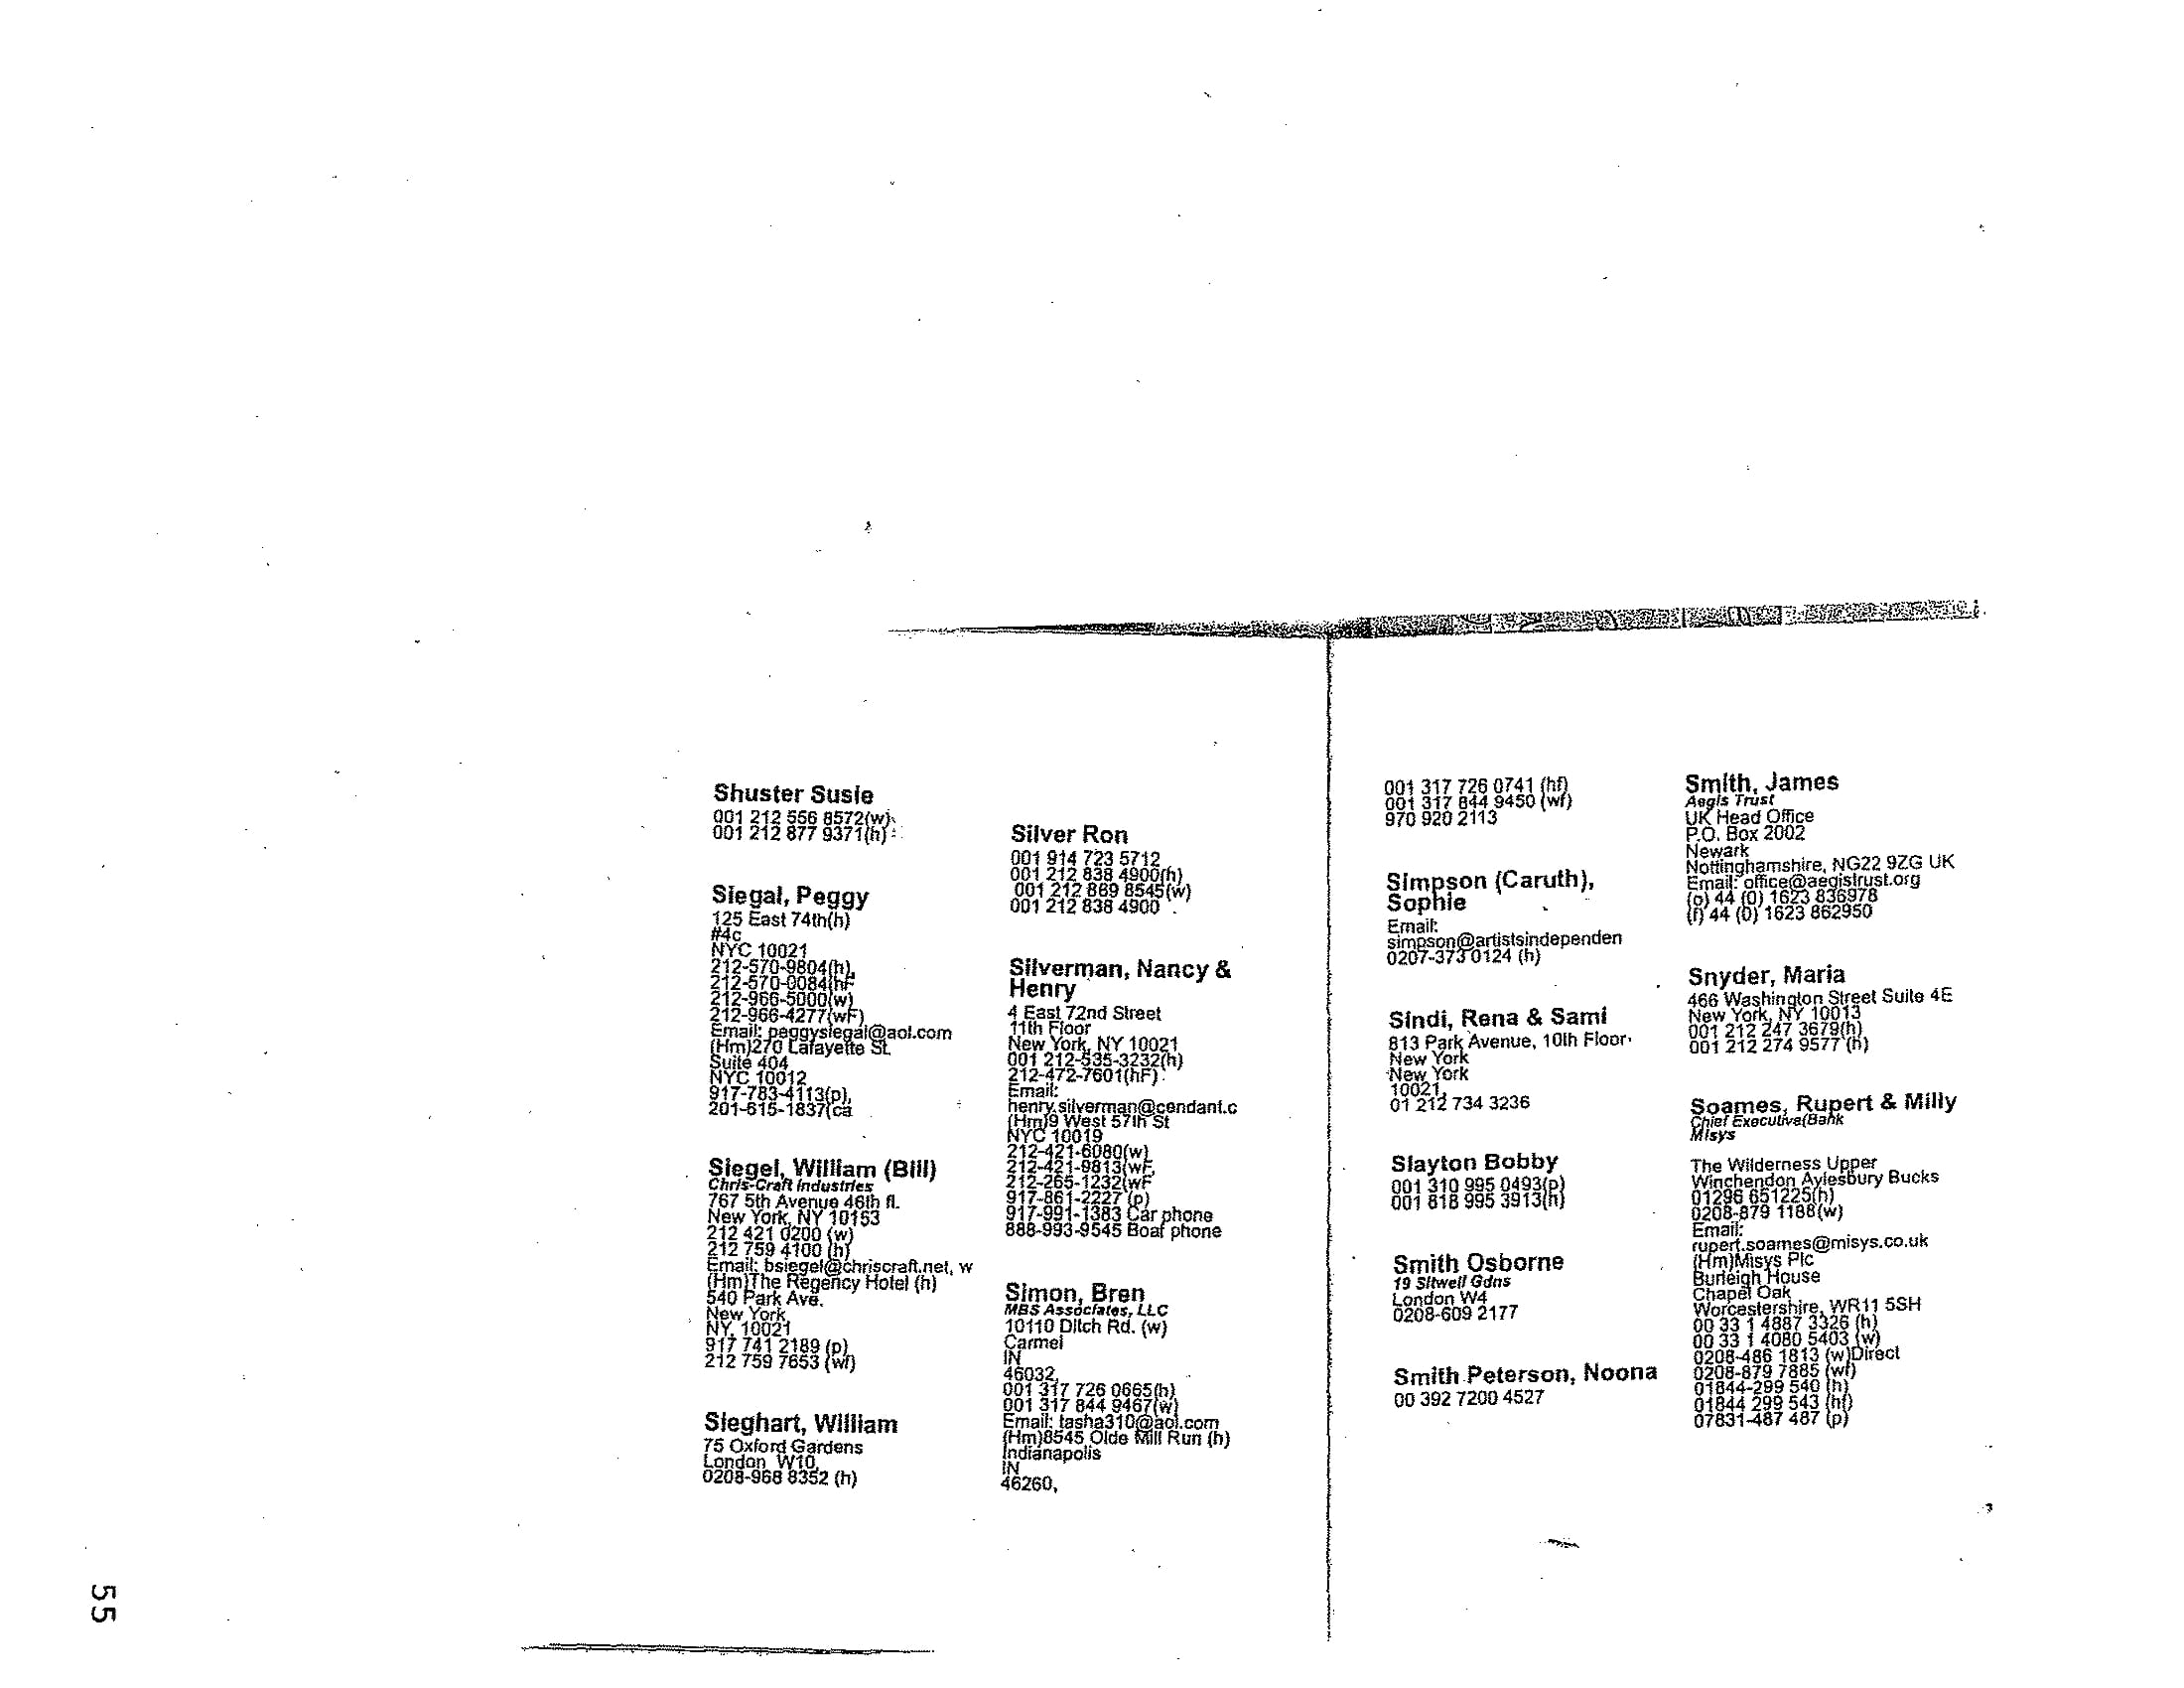 Shuster Susie
001 212 556 8572(w)
001 212 877 9371(h)
Siegal, Peggy
125 East 74th(h)
#4c
NYC 10021
212-570-9804(h),
212-570-0084(hF
212-966-5000(w)
212-966-4277(wF)
Email: peggysiegal@aol.com
(Hm)270 Lafayette St.
Suite 404
NYC 10012
917-783-4113(p),
201-615-1837(ca
Siegel, William (Bill)
Chris-Craft Industries
767 5th Avenue 46th fl.
New York, NY 10153
212 421 0200 (w)
212 759 4100 (h)
Email: bsiegel@chriscraft.net, w
(Hm)The Regency Hotel (h)
540 Park Ave.
New York
NY, 10021
917 741 2189 (p)
212 759 7653 (wf)
Sieghart, William
75 Oxford Gardens
London W10,
0208-968 8352 (h)
Silver Ron
001 914 723 5712
001 212 838 4900(h)
001 212 869 8545(w)
001 212 838 4900
Silverman, Nancy &
Henry
4 East 72nd Street
11th Floor
New York, NY 10021
001 212-535-3232(h)
212-472-7601(hF)
Email:
henry.silverman@cendant.c
(Hm)9 West 57th St
NYC 10019
212-421-6080(w)
212-421-9813(wF,
212-265-1232(wF
917-861-2227 (p)
917-991-1383 Car phone
888-993-9545 Boat phone
Simon, Bren
MBS Associates, LLC
10110 Ditch Rd. (w)
Carmel
IN
46032,
001 317 726 0665(h)
001 317 844 9467(w)
Email: tasha310@aol.com
(Hm)8545 Olde Mill Run (h)
Indianapolis
IN
46260,
001 317 726 0741 (hf)
001 317 844 9450 (wf)
970 920 2113
Simpson (Caruth),
Sophie
Email:
simpson@artistsindependen
0207-373 0124 (h)
Sindi, Rena & Sami
813 Park Avenue, 10th Floor
New York
New York
10021,
01 212 734 3236
Slayton Bobby
001 310 995 0493(p)
001 818 995 3913(h)
Smith Osborne
19 Sitwell Gdns
London W4
0208-609 2177
Smith Peterson, Noona
00 392 7200 4527
Smith, James
Aegis Trust
UK Head Office
P.O. Box 2002
Newark
Nottinghamshire, NG22 9ZG UK
Email: office@aegistrust.org
(p) 44 (0) 1623 836978
(f) 44 (0) 1623 862950
Snyder, Maria
466 Washington Street Suite 4E
New York, NY 10013
001 212 247 3679(h)
001 212 274 9577 (h)
Soames, Rupert & Milly
Chief Executive(Bank
Misys
The Wilderness Upper
Winchendon Aylesbury Bucks
01296 651225(h)
0208-879 1188(w)
Email:
rupert.soames@misys.co.uk
(Hm)Misys Plc
Burleigh House
Chapel Oak
Worcestershire, WR11 5SH
00 33 1 4887 3326 (h)
00 33 1 4080 5403 (w)
0208-486 1813 (w)Direct
0208-879 7885 (wf)
01844-299 540 (h)
01844 299 543 (hf)
07831-487 487 (p)
55